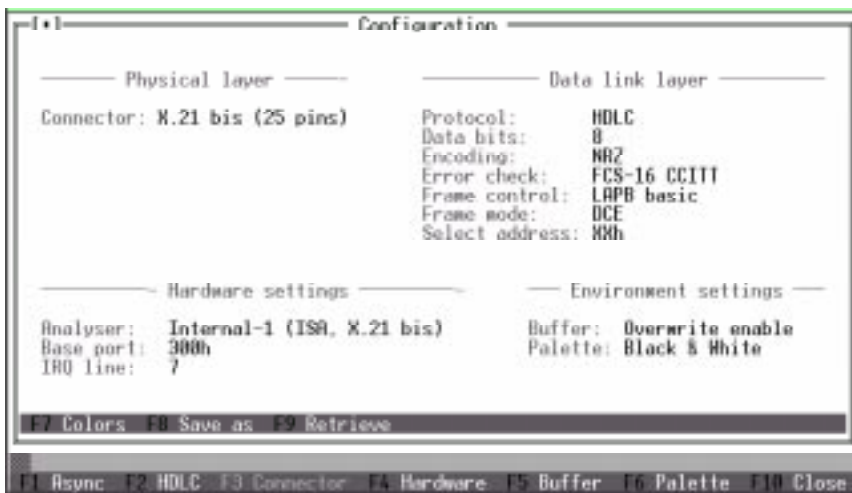 [•] Configuration
Physical layer
Connector: X.21 bis (25 pins)
Data link layer
Protocol: HDLC
Data bits: 8
Encoding: NRZ
Error check: FCS-16 CCITT
Frame control: LAPB basic
Frame mode: DCE
Select address: XXh
Hardware settings
Analyser: Internal-1 (ISA, X.21 bis)
Base port: 300h
IRQ line: 7
Environment settings
Buffer: Overwrite enable
Palette: Black & White
F7 Colors F8 Save as F9 Retrieve
F1 Async F2 HDLC F3 Connector F4 Hardware F5 Buffer F6 Palette F10 Close